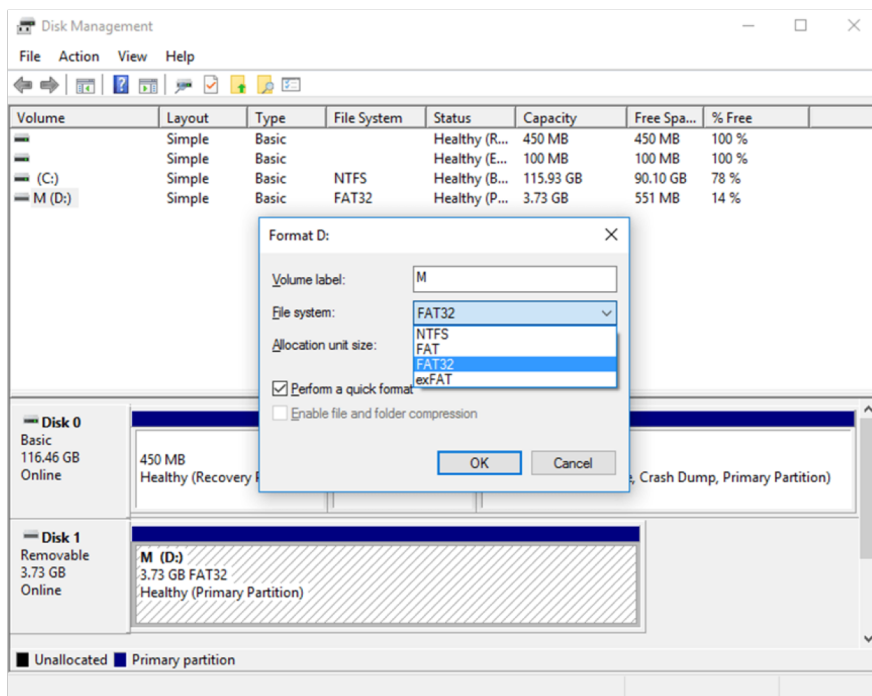 Disk Management
File Action View Help
Volume Layout Type File System Status Capacity Free Spa... % Free
Simple Basic Healthy (R... 450 MB 450 MB 100 %
Simple Basic Healthy (E... 100 MB 100 MB 100 %
(C:) Simple Basic NTFS Healthy (B... 115.93 GB 90.10 GB 78 %
M (D:) Simple Basic FAT32 Healthy (P... 3.73 GB 551 MB 14 %
Format D:
Volume label: M
File system: FAT32
NTFS
Allocation unit size: FAT
FAT32
exFAT
Perform a quick format
Enable file and folder compression
OK Cancel
Disk 0
Basic
116.46 GB
Online
450 MB
Healthy (Recovery , Crash Dump, Primary Partition)
Disk 1
Removable
3.73 GB
Online
M (D:)
3.73 GB FAT32
Healthy (Primary Partition)
Unallocated Primary partition